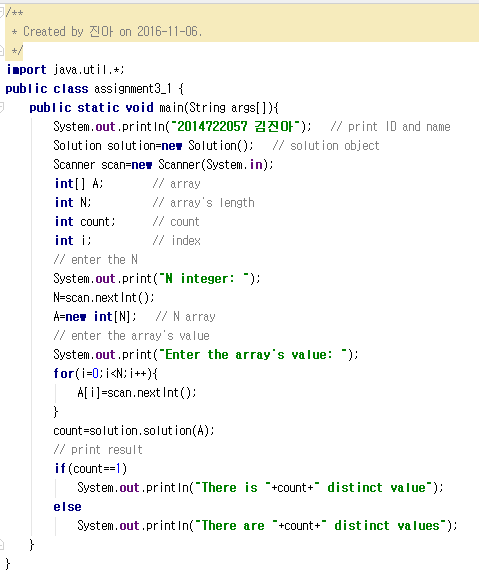 /**
 * Created by 진아 on 2016-11-06.
 */
import java.util.*;
public class assignment3_1 {
    public static void main(String args[]){
        System.out.println("2014722057 김진아");   // print ID and name
        Solution solution=new Solution();   // solution object
        Scanner scan=new Scanner(System.in);
        int[] A;        // array
        int N;          // array's length
        int count;      // count
        int i;          // index
        // enter the N
        System.out.print("N integer: ");
        N=scan.nextInt();
        A=new int[N];   // N array
        // enter the array's value
        System.out.print("Enter the array's value: ");
        for(i=0;i<N;i++){
            A[i]=scan.nextInt();
        }
        count=solution.solution(A);
        // print result
        if(count==1)
            System.out.println("There is "+count+" distinct value");
        else
            System.out.println("There are "+count+" distinct values");
    }
}